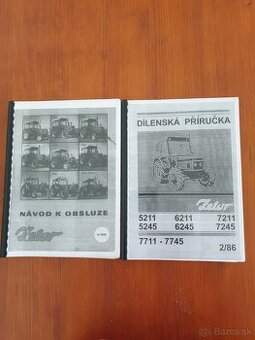 NÁVOD K OBSLUZE
Zetor
DÍLENSKÁ PŘÍRUČKA
Zetor
5211 6211 7211
5245 6245 7245
7711 - 7745
2/86
bazos.sk